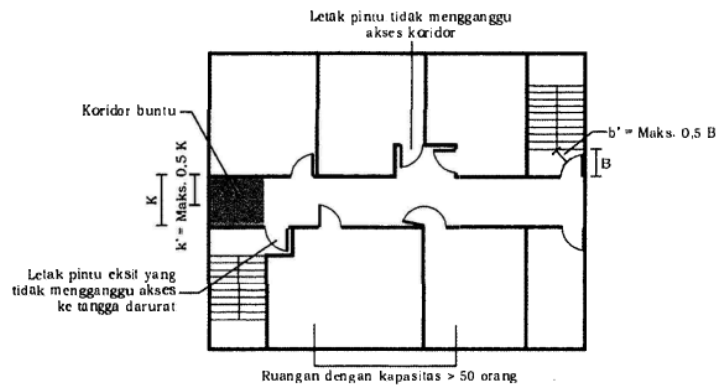 Letak pintu tidak mengganggu
akses koridor
Koridor buntu
K
k' = Maks. 0,5 K
b' = Maks. 0,5 B
B
Letak pintu eksit yang
tidak mengganggu akses
ke tangga darurat
Ruangan dengan kapasitas > 50 orang